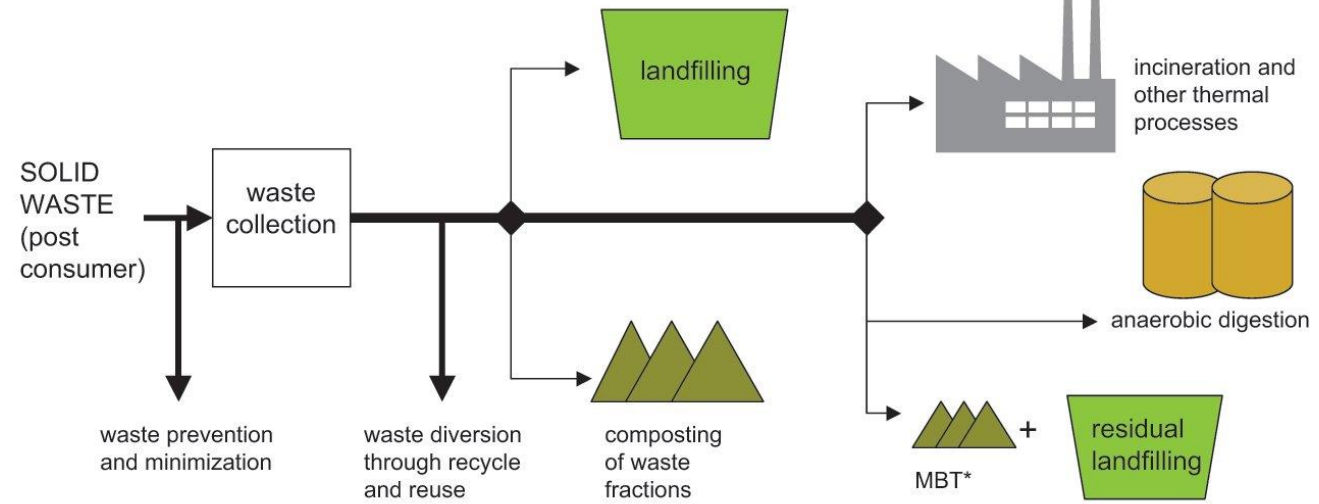 SOLID
WASTE
(post
consumer)
waste
collection
landfilling
incineration and
other thermal
processes
anaerobic digestion
waste prevention
and minimization
waste diversion
through recycle
and reuse
composting
of waste
fractions
MBT*
+
residual
landfilling